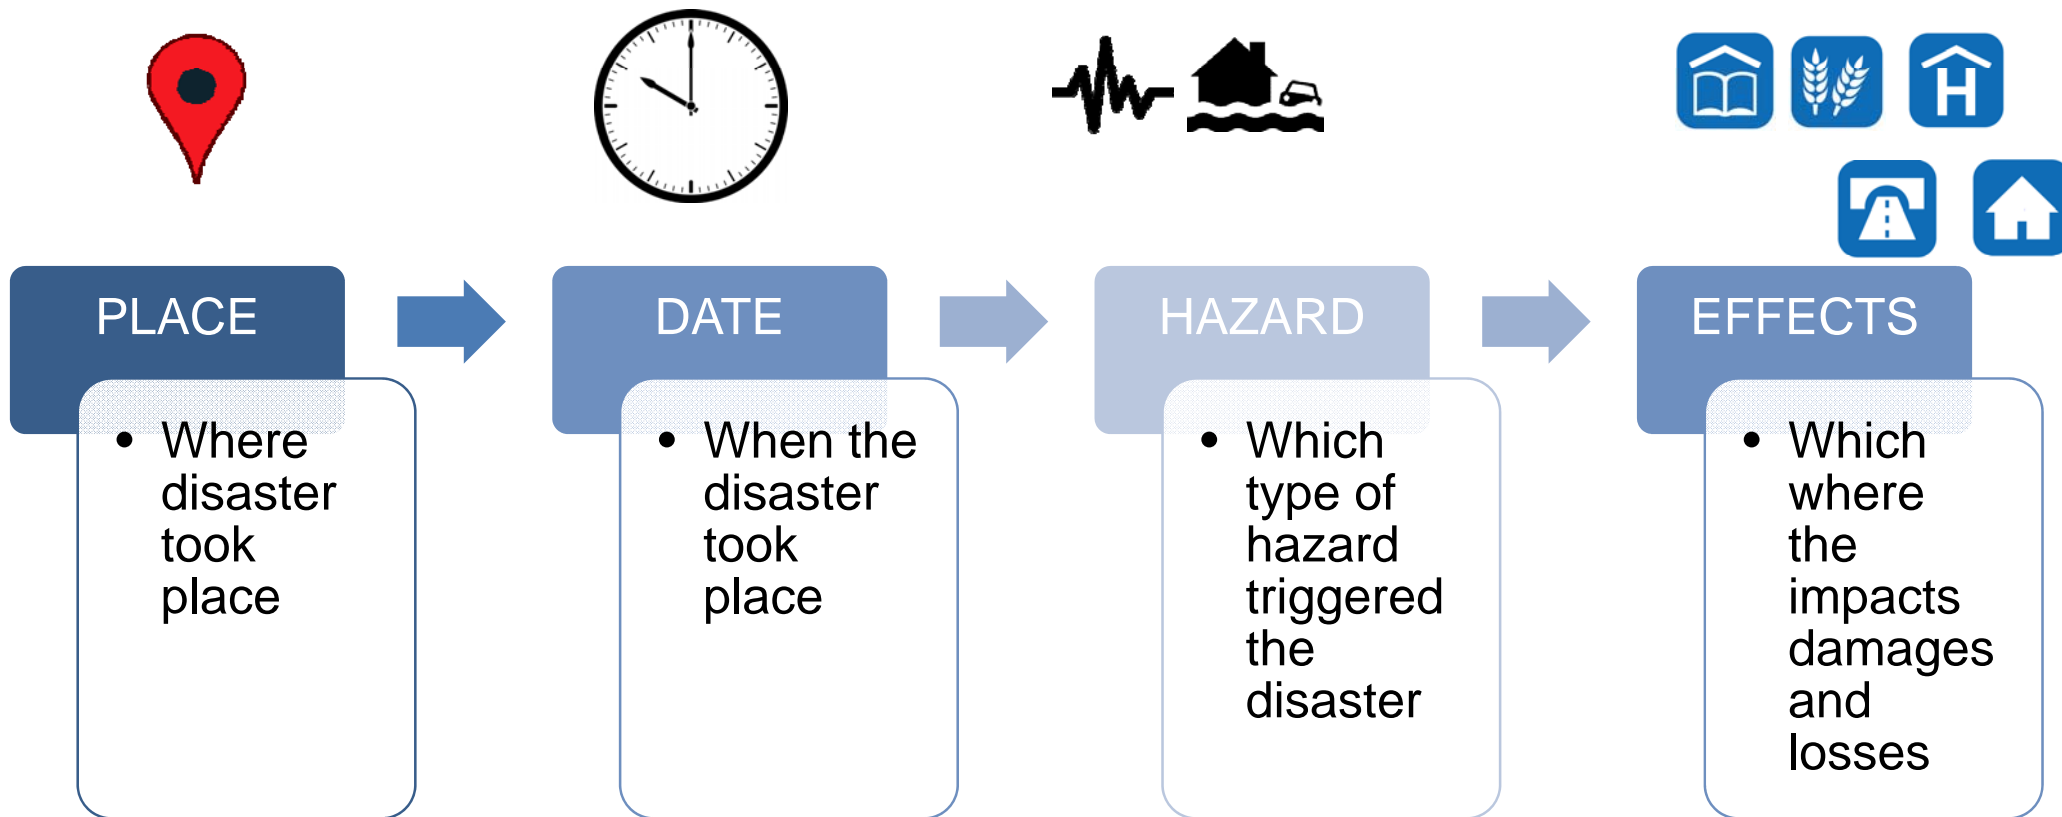 H
PLACE
• Where
disaster
took
place
DATE
• When the
disaster
took
place
HAZARD
• Which
type of
hazard
triggered
the
disaster
EFFECTS
• Which
where
the
impacts
damages
and
losses